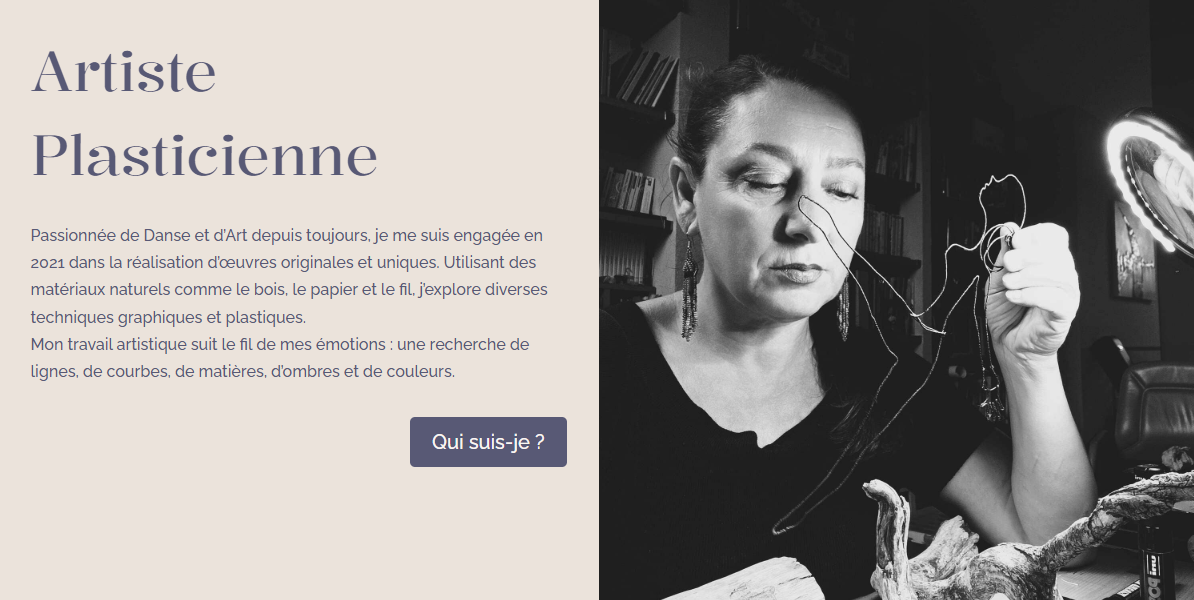 Artiste
Plasticienne
Passionnée de Danse et d'Art depuis toujours, je me suis engagée en
2021 dans la réalisation d'œuvres originales et uniques. Utilisant des
matériaux naturels comme le bois, le papier et le fil, j'explore diverses
techniques graphiques et plastiques.
Mon travail artistique suit le fil de mes émotions : une recherche de
lignes, de courbes, de matières, d'ombres et de couleurs.
Qui suis-je ?